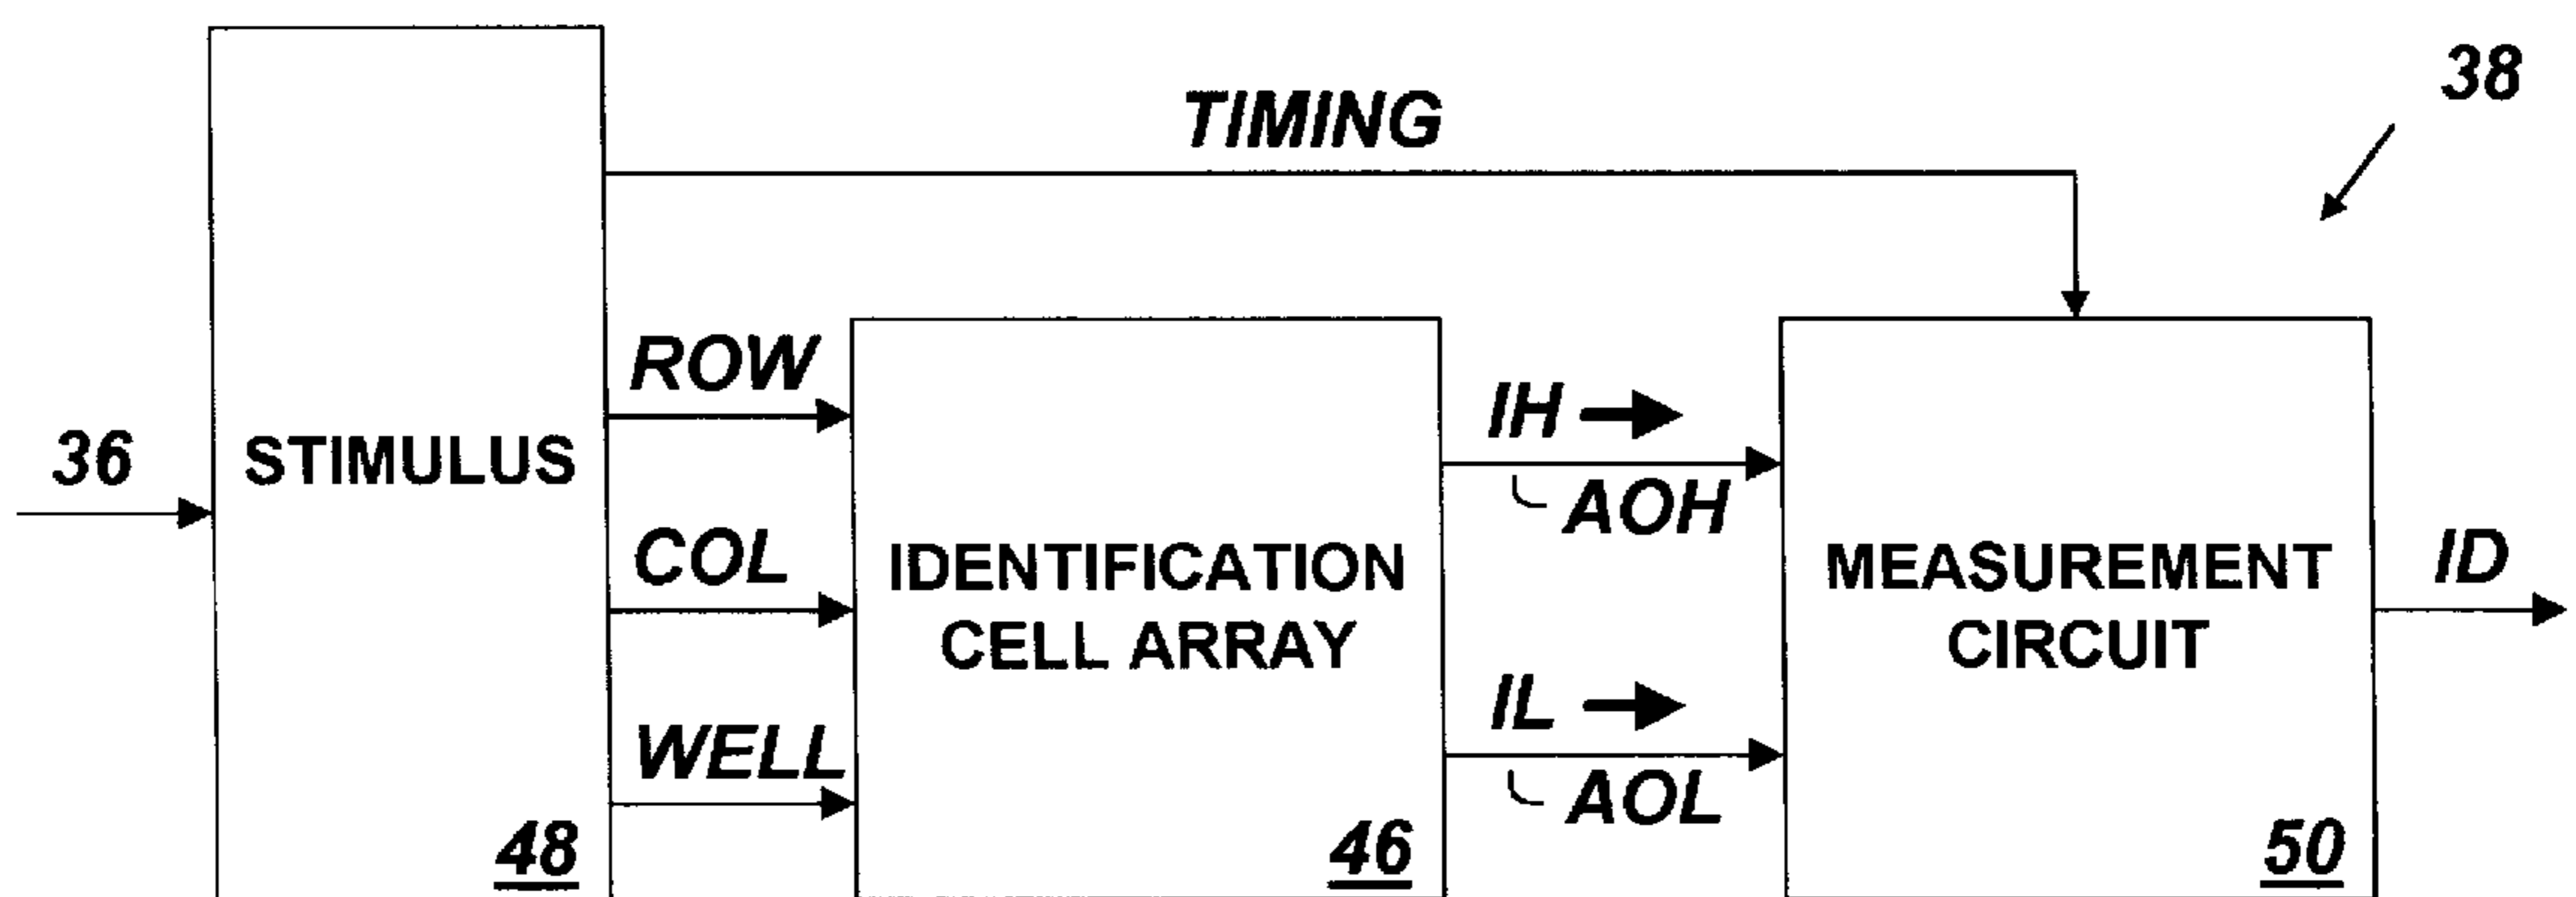 38
TIMING
ROW
IH
36
STIMULUS
AOH
COL
IDENTIFICATION
CELL ARRAY
MEASUREMENT
CIRCUIT
ID
WELL
IL
AOL
48
46
50